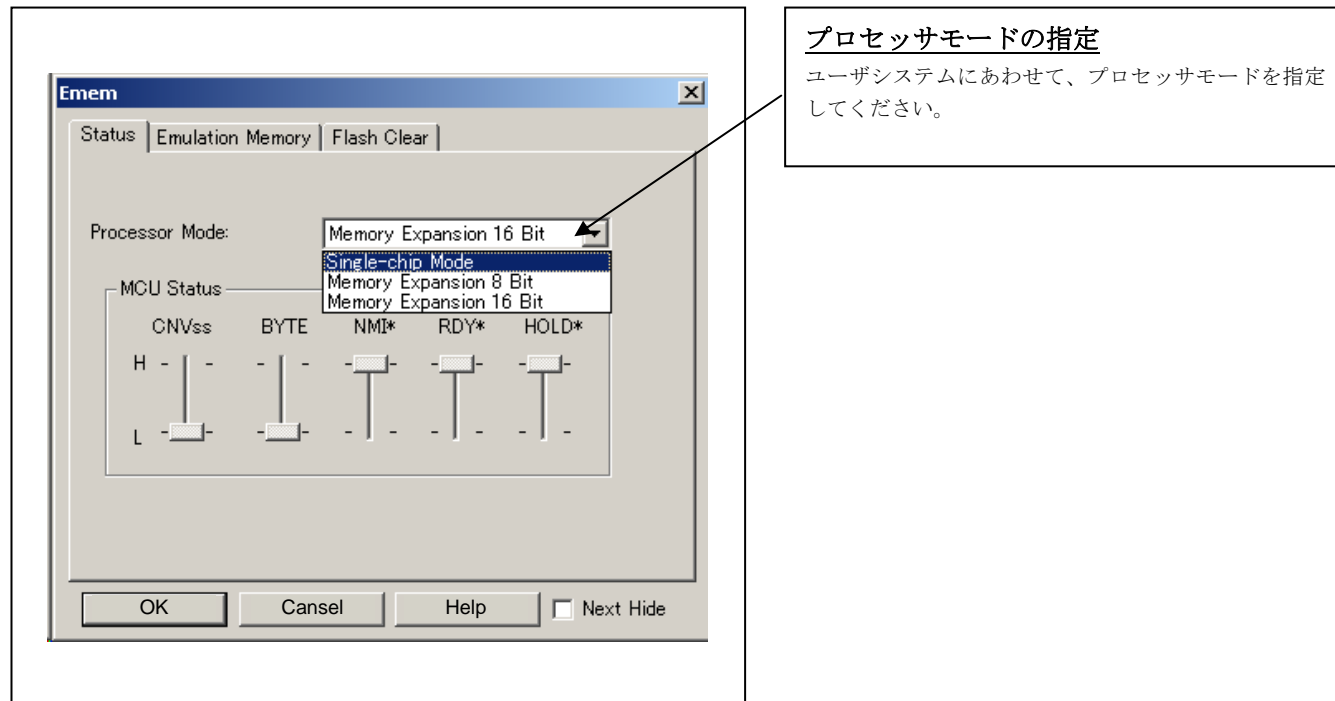 Emem
Status Emulation Memory Flash Clear
Processor Mode: Memory Expansion 16 Bit
Single-chip Mode
Memory Expansion 8 Bit
Memory Expansion 16 Bit
MCU Status
CNVss BYTE NMI* RDY* HOLD*
H
L
OK Cansel Help Next Hide
プロセッサモードの指定
ユーザシステムにあわせて、プロセッサモードを指定
してください。